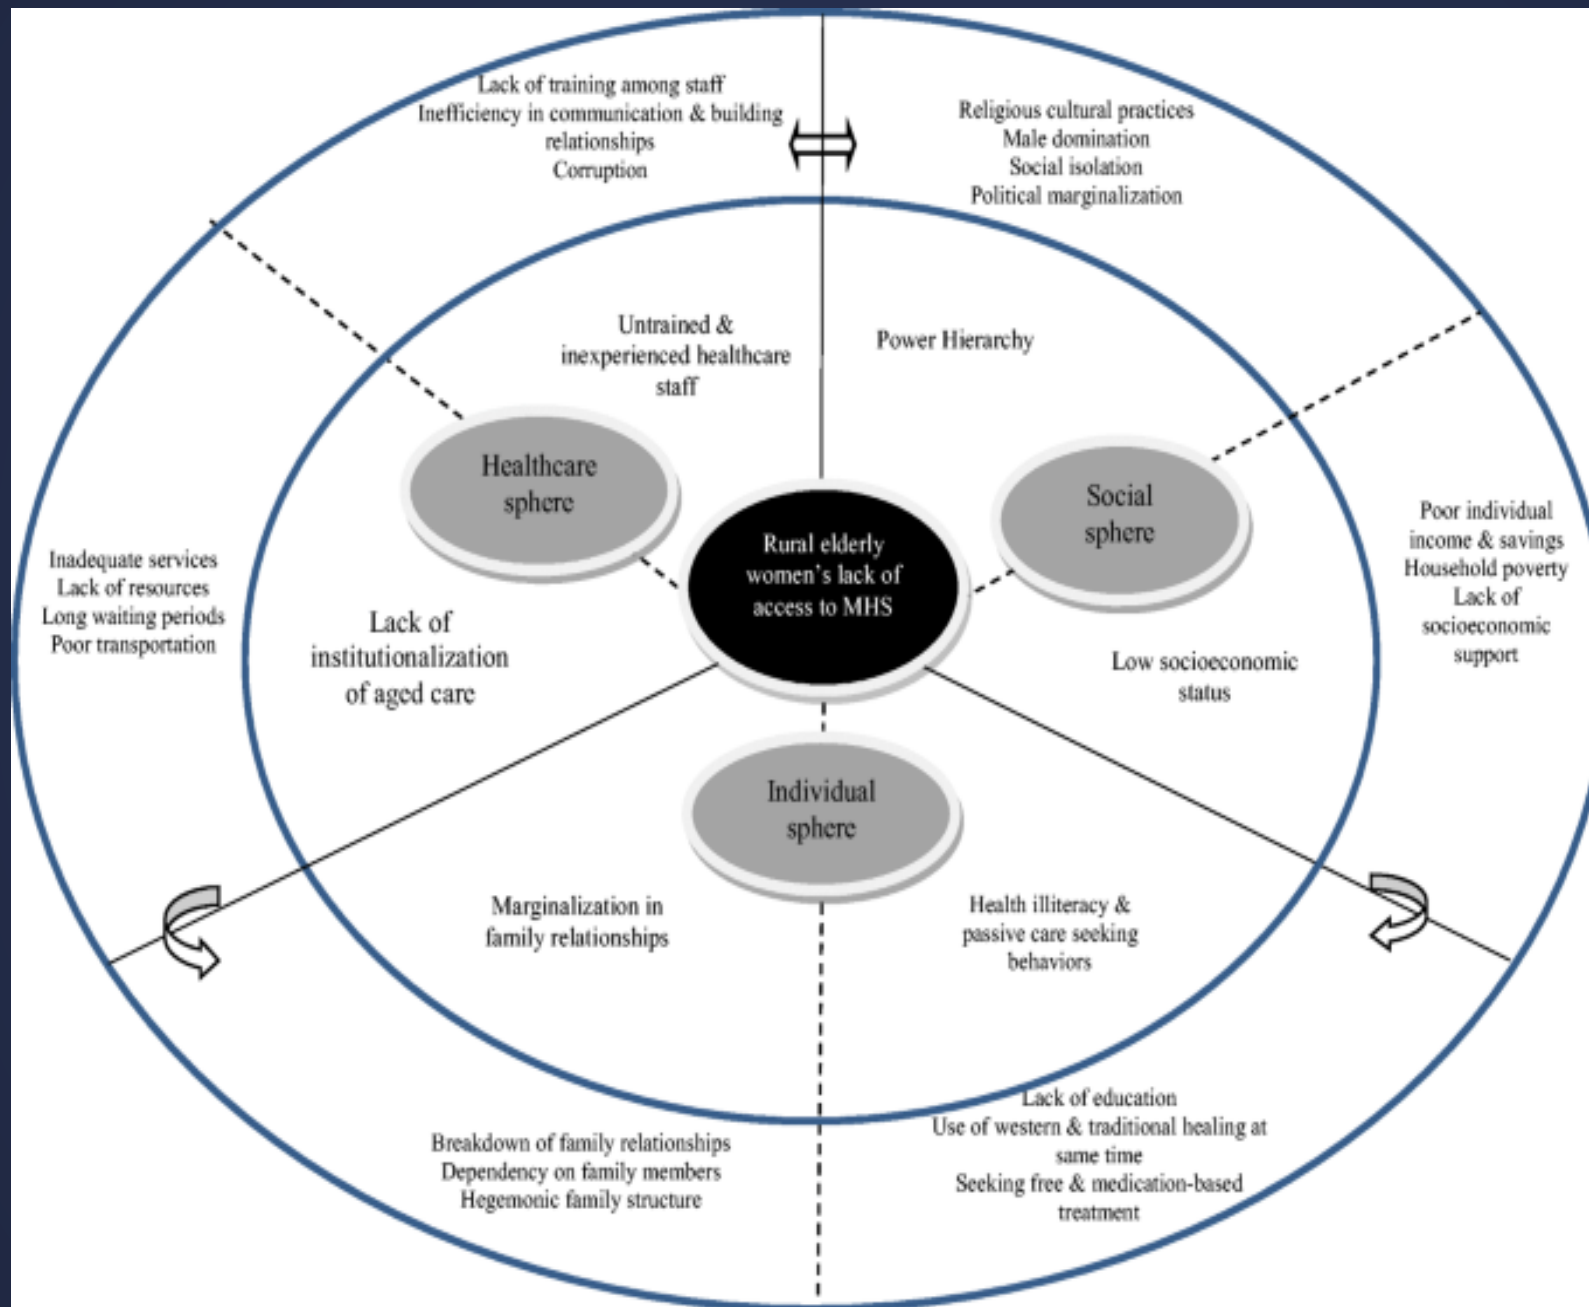 Lack of training among staff
Inefficiency in communication & building
relationships
Corruption
Religious cultural practices
Male domination
Social isolation
Political marginalization
Untrained &
inexperienced healthcare
staff
Power Hierarchy
Healthcare
sphere
Social
sphere
Rural elderly
women's lack of
access to MHS
Inadequate services
Lack of resources
Long waiting periods
Poor transportation
Lack of
institutionalization
of aged care
Low socioeconomic
status
Poor individual
income & savings
Household poverty
Lack of
socioeconomic
support
Individual
sphere
Marginalization in
family relationships
Health illiteracy &
passive care seeking
behaviors
Breakdown of family relationships
Dependency on family members
Hegemonic family structure
Lack of education
Use of western & traditional healing at
same time
Seeking free & medication-based
treatment